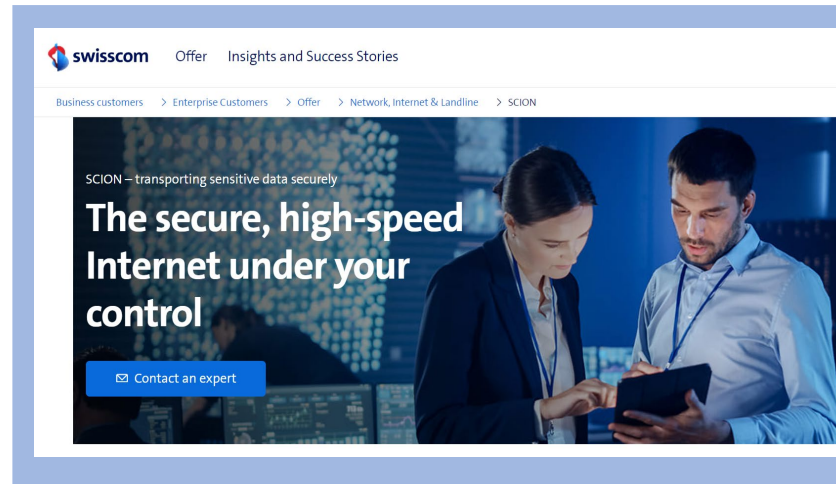 swisscom Offer Insights and Success Stories
Business customers > Enterprise Customers > Offer > Network, Internet & Landline > SCION
SCION – transporting sensitive data securely
The secure, high-speed
Internet under your
control
Contact an expert